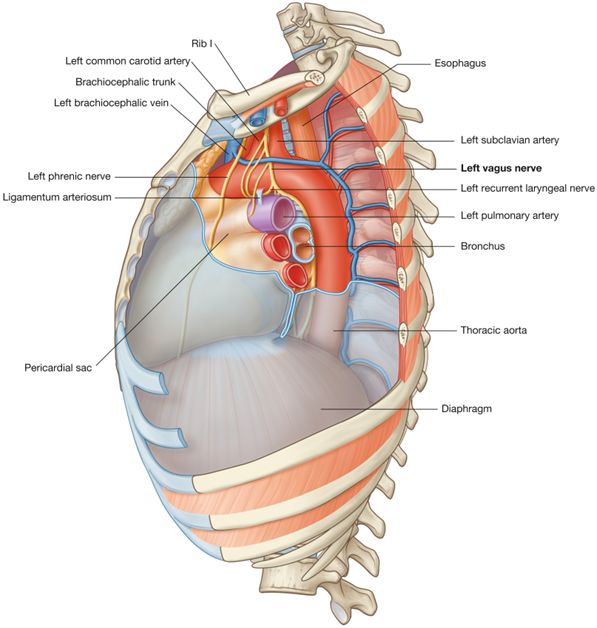 Rib I
Left common carotid artery
Brachiocephalic trunk
Left brachiocephalic vein
Left phrenic nerve
Ligamentum arteriosum
Pericardial sac
Esophagus
Left subclavian artery
Left vagus nerve
Left recurrent laryngeal nerve
Left pulmonary artery
Bronchus
Thoracic aorta
Diaphragm